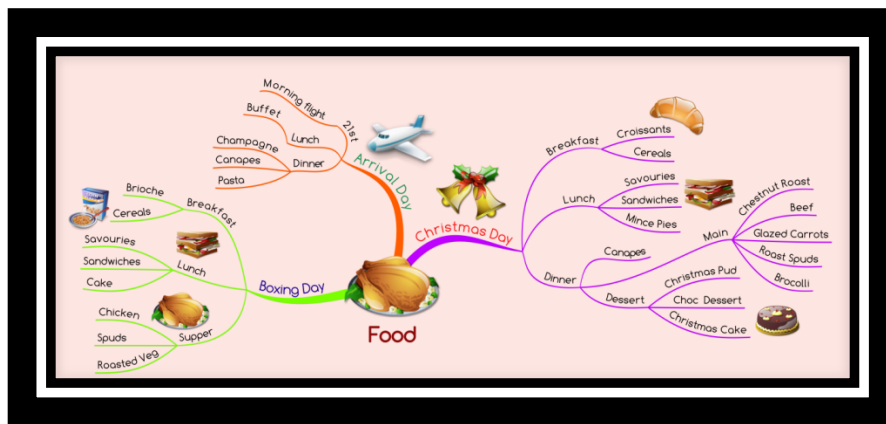 Food
Arrival Day
21st
Morning flight
Lunch
Buffet
Dinner
Champagne
Canapes
Pasta
Christmas Day
Breakfast
Croissants
Cereals
Lunch
Savouries
Sandwiches
Mince Pies
Dinner
Canapes
Main
Chestnut Roast
Beef
Glazed Carrots
Roast Spuds
Brocolli
Dessert
Christmas Pud
Choc Dessert
Christmas Cake
Boxing Day
Breakfast
Brioche
Cereals
Lunch
Savouries
Sandwiches
Cake
Supper
Chicken
Spuds
Roasted Veg